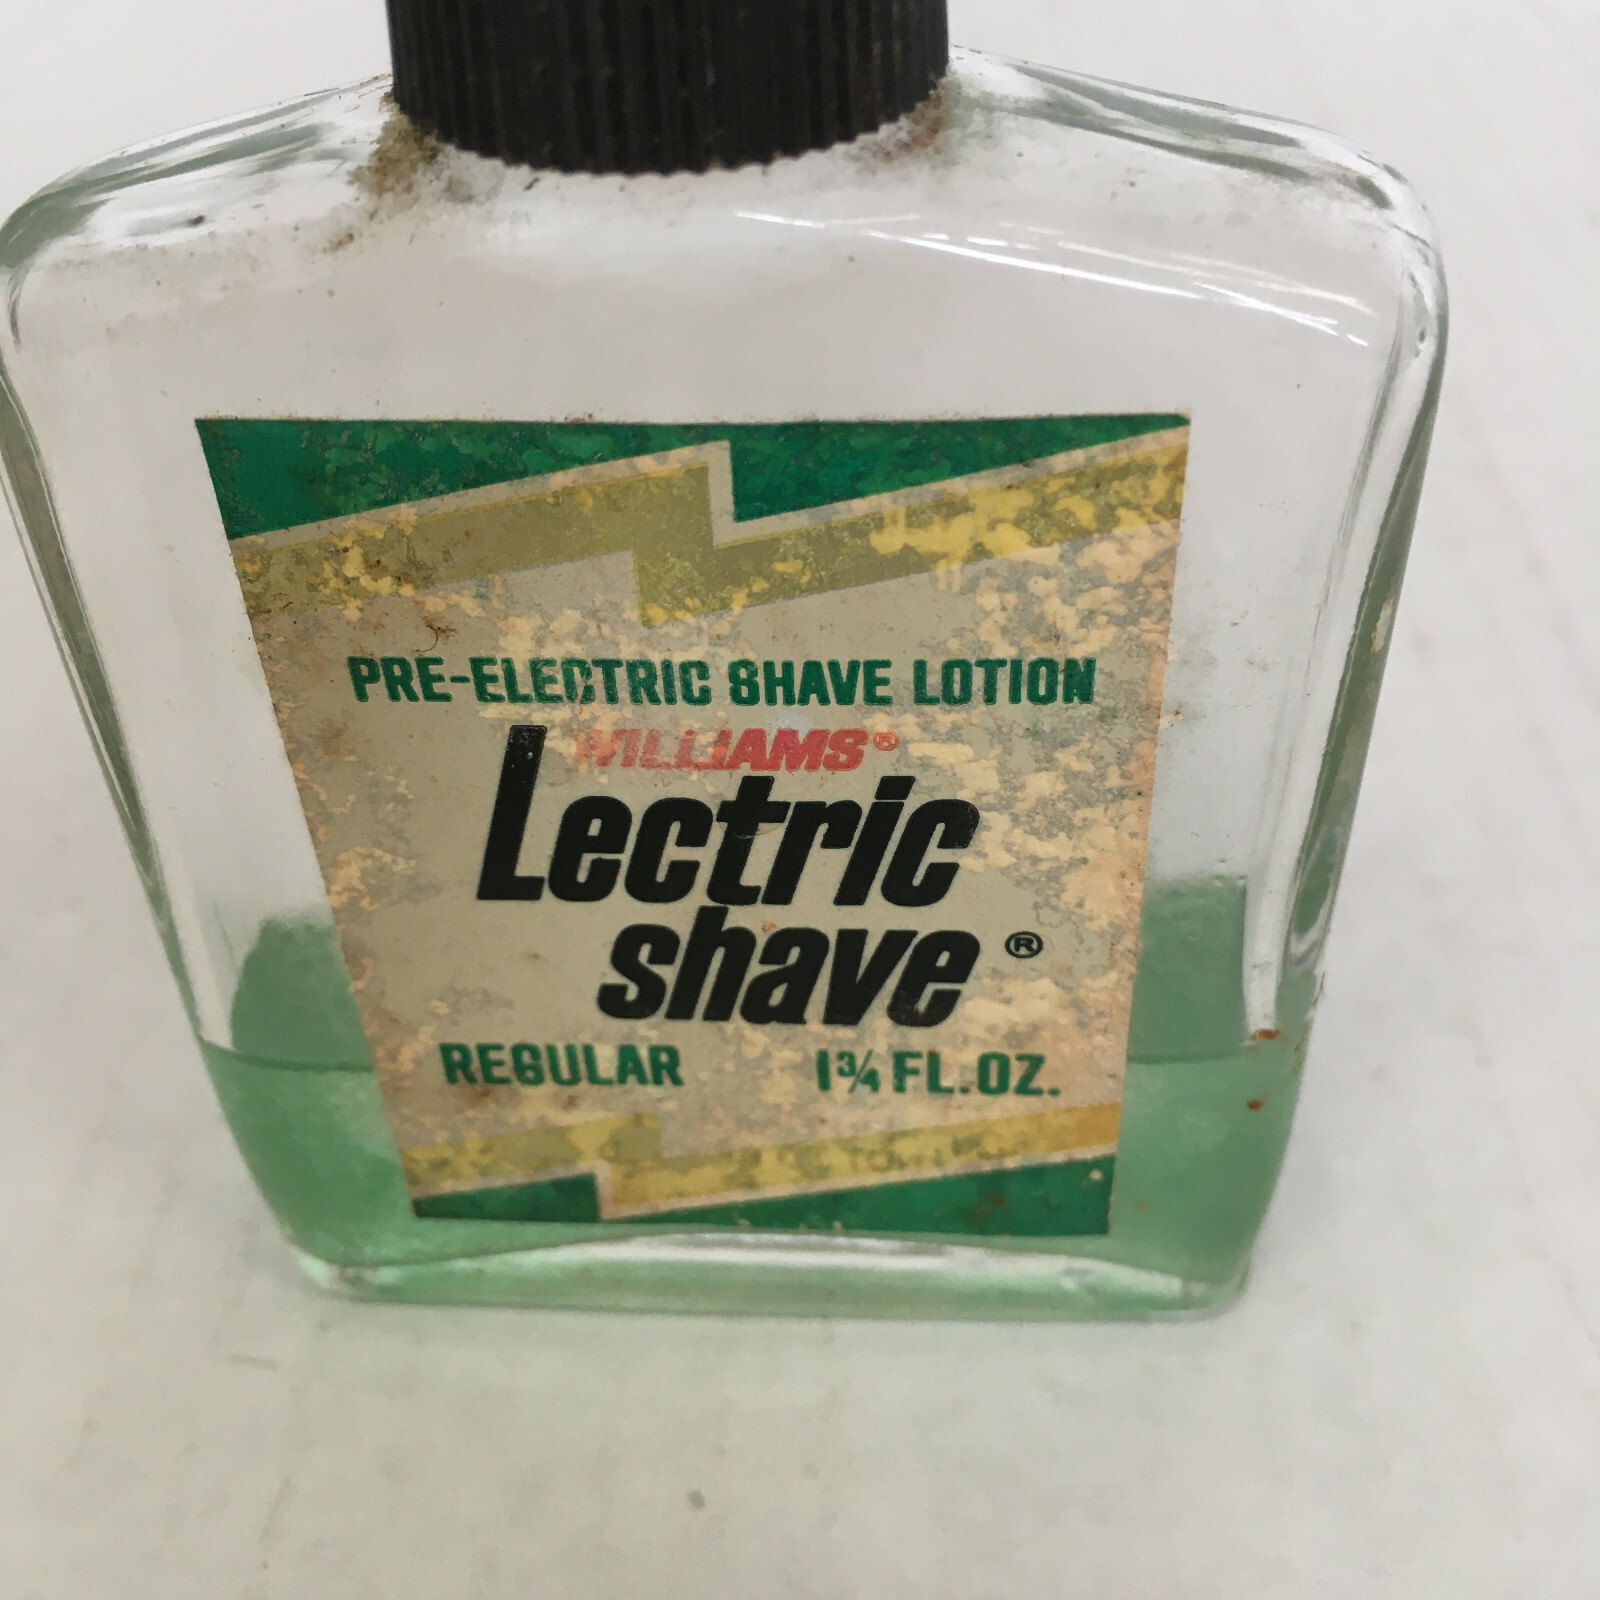 PRE-ELECTRIC SHAVE LOTION
WILLIAMS®
Lectric
shave®
REGULAR 1¾ FL.OZ.